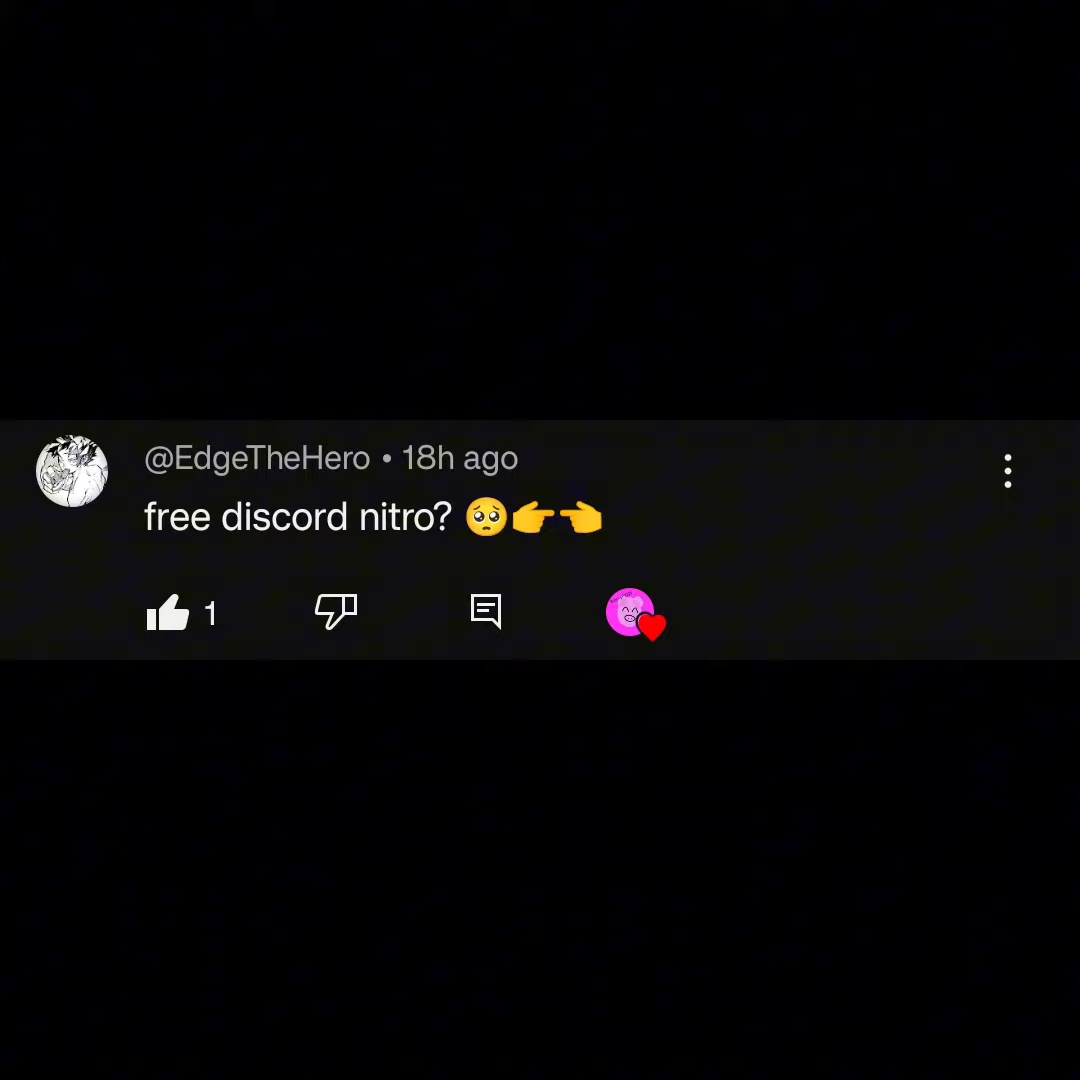 @EdgeTheHero • 18h ago
free discord nitro? 🥺👉👈
1